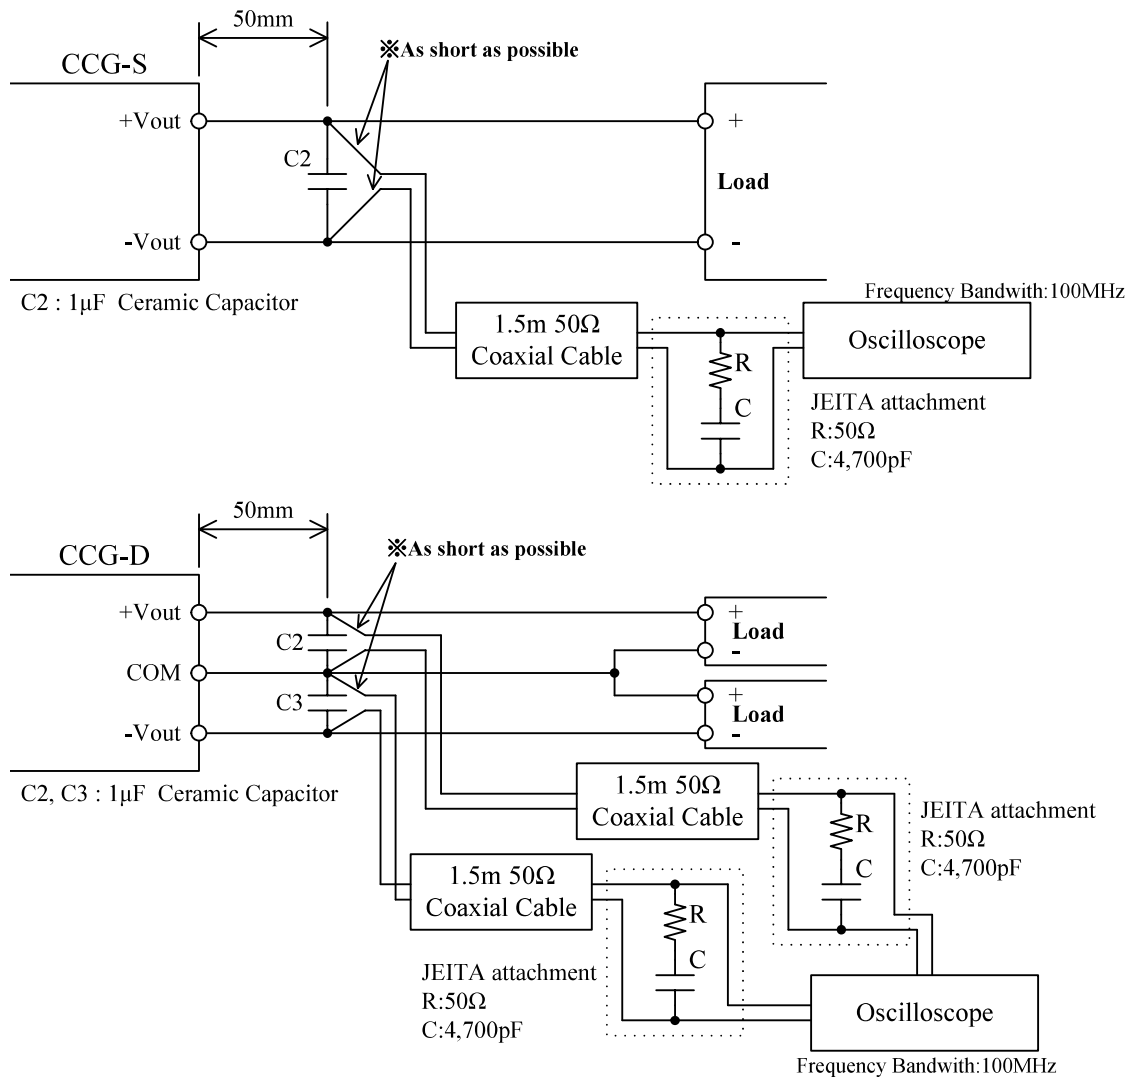 50mm
※As short as possible
CCG-S
+Vout
+
C2
Load
-Vout
-
C2 : 1μF  Ceramic Capacitor
Frequency Bandwith:100MHz
1.5m 50Ω
Coaxial Cable
R
C
Oscilloscope
JEITA attachment
R:50Ω
C:4,700pF
50mm
※As short as possible
CCG-D
+Vout
+
Load
-
C2
COM
C3
+
Load
-
-Vout
C2, C3 : 1μF  Ceramic Capacitor
1.5m 50Ω
Coaxial Cable
R
C
JEITA attachment
R:50Ω
C:4,700pF
1.5m 50Ω
Coaxial Cable
R
C
JEITA attachment
R:50Ω
C:4,700pF
Oscilloscope
Frequency Bandwith:100MHz